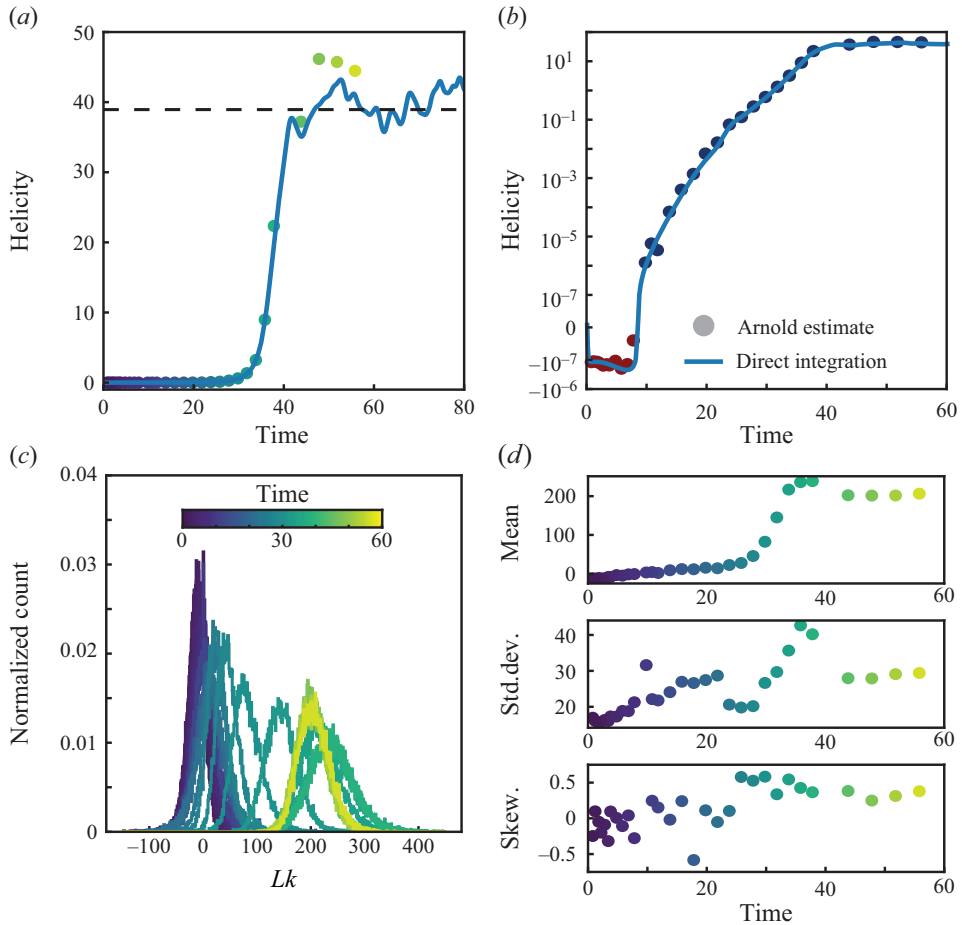 (a)
50
40
30
20
10
0
Helicity
0 20 40 60 80
Time
(b)
10^1
10^−1
10^−3
10^−5
10^−7
0
−10^−7
−10^−6
Helicity
Arnold estimate
Direct integration
0 20 40 60
Time
(c)
0.04
0.03
0.02
0.01
0
Normalized count
Time
0 30 60
−100 0 100 200 300 400
Lk
(d)
200
100
0
Mean
0 20 40 60
40
30
20
Std.dev.
0 20 40 60
0.5
0
−0.5
Skew.
0 20 40 60
Time